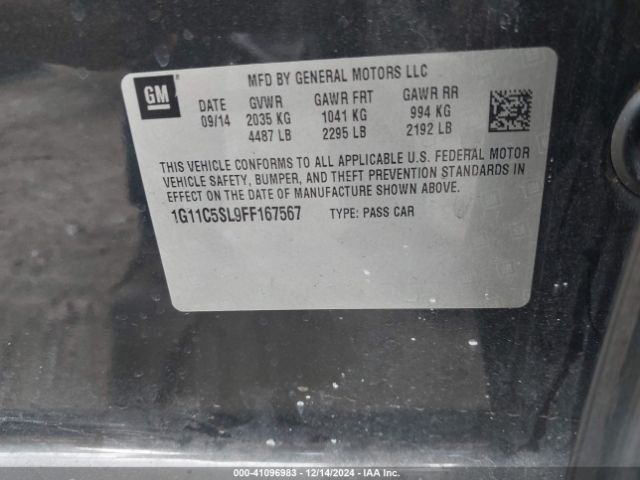 GM
MFD BY GENERAL MOTORS LLC
DATE GVWR GAWR FRT GAWR RR
09/14 2035 KG 1041 KG 994 KG
4487 LB 2295 LB 2192 LB
THIS VEHICLE CONFORMS TO ALL APPLICABLE U.S. FEDERAL MOTOR
VEHICLE SAFETY, BUMPER, AND THEFT PREVENTION STANDARDS IN
EFFECT ON THE DATE OF MANUFACTURE SHOWN ABOVE.
1G11C5SL9FF167567 TYPE: PASS CAR
000-41096983 - 12/14/2024 - IAA Inc.